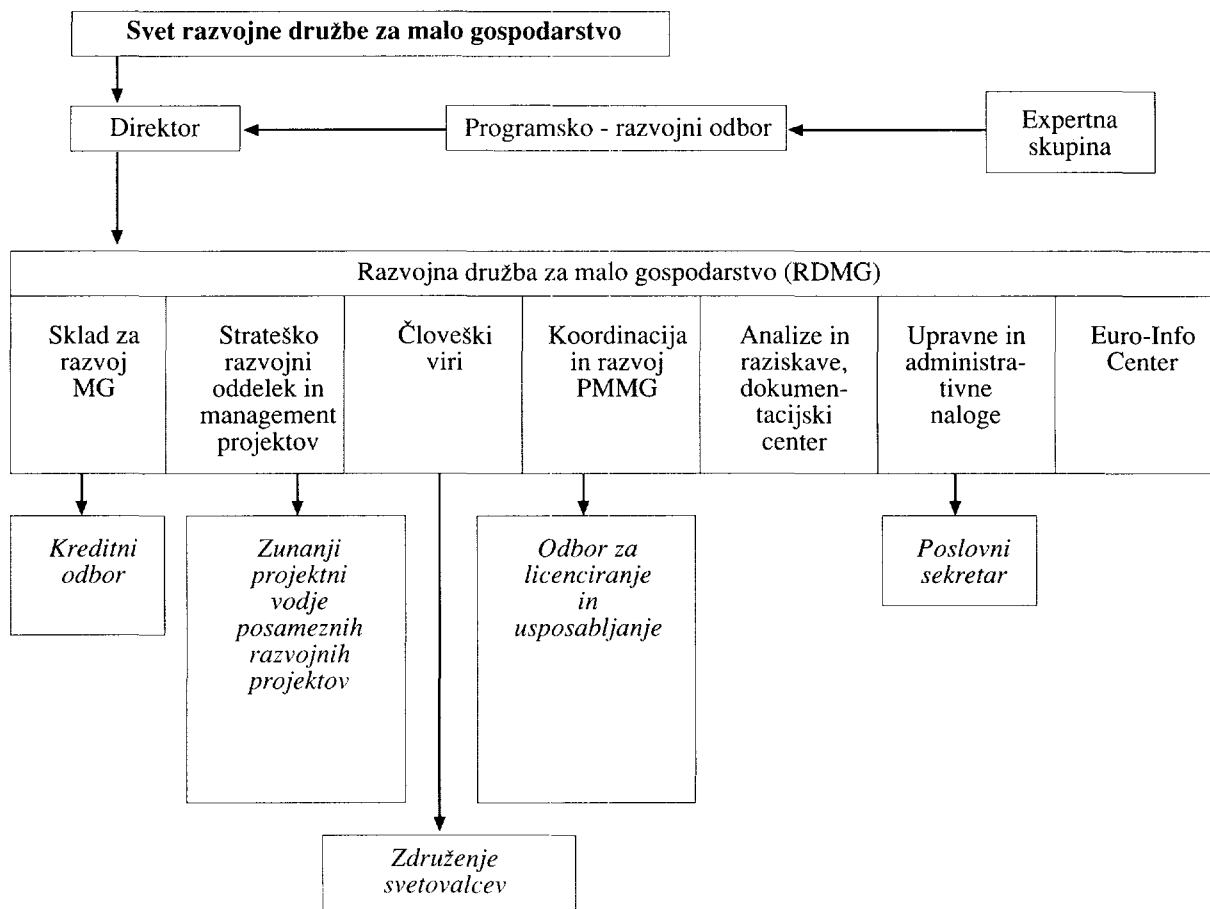 Svet razvojne družbe za malo gospodarstvo
Direktor
Programsko - razvojni odbor
Expertna
skupina
Razvojna družba za malo gospodarstvo (RDMG)
Sklad za
razvoj
MG
Strateško
razvojni
oddelek in
management
projektov
Človeški
viri
Koordinacija
in razvoj
PMMG
Analize in
raziskave,
dokumen-
tacijski
center
Upravne in
administra-
tivne
naloge
Euro-Info
Center
Kreditni
odbor
Zunanji
projektni
vodje
posameznih
razvojnih
projektov
Odbor za
licenciranje
in
usposabljanje
Poslovni
sekretar
Združenje
svetovalcev